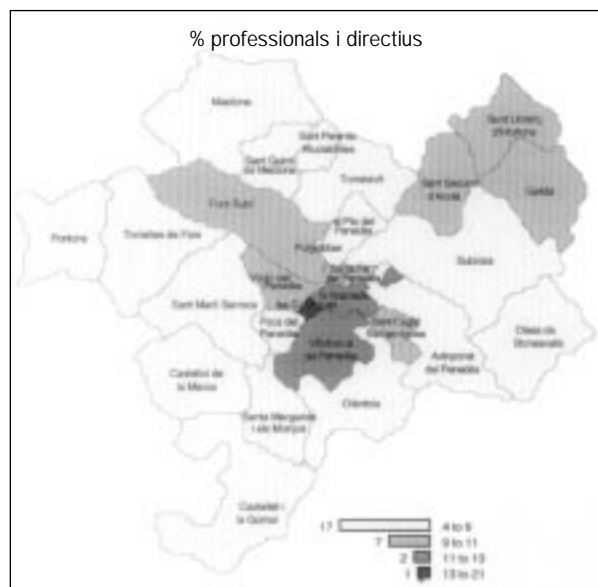 % professionals i directius
Mediona
Sant Pere de
Riudebitlles
Sant Quintí
de Mediona
Torrelavit
Sant Llorenç
d'Hortons
Sant Sadurní
d'Anoia
Gelida
Font Rubí
el Pla del
Penedès
Puigdàlber
Pontons
Torrelles de Foix
Subirats
Vilobí del
Penedès
Sant Martí Sarroca
Pacs del
Penedès
Vilafranca
del Penedès
Sant Cugat
Sesgarrigues
Avinyonet
del Penedès
Olesa de
Bonesvalls
Castellví de
la Marca
Olèrdola
Santa Margarida
i els Monjos
Castellet i
la Gornal
17 4 to 9
7 9 to 11
2 11 to 13
1 13 to 21